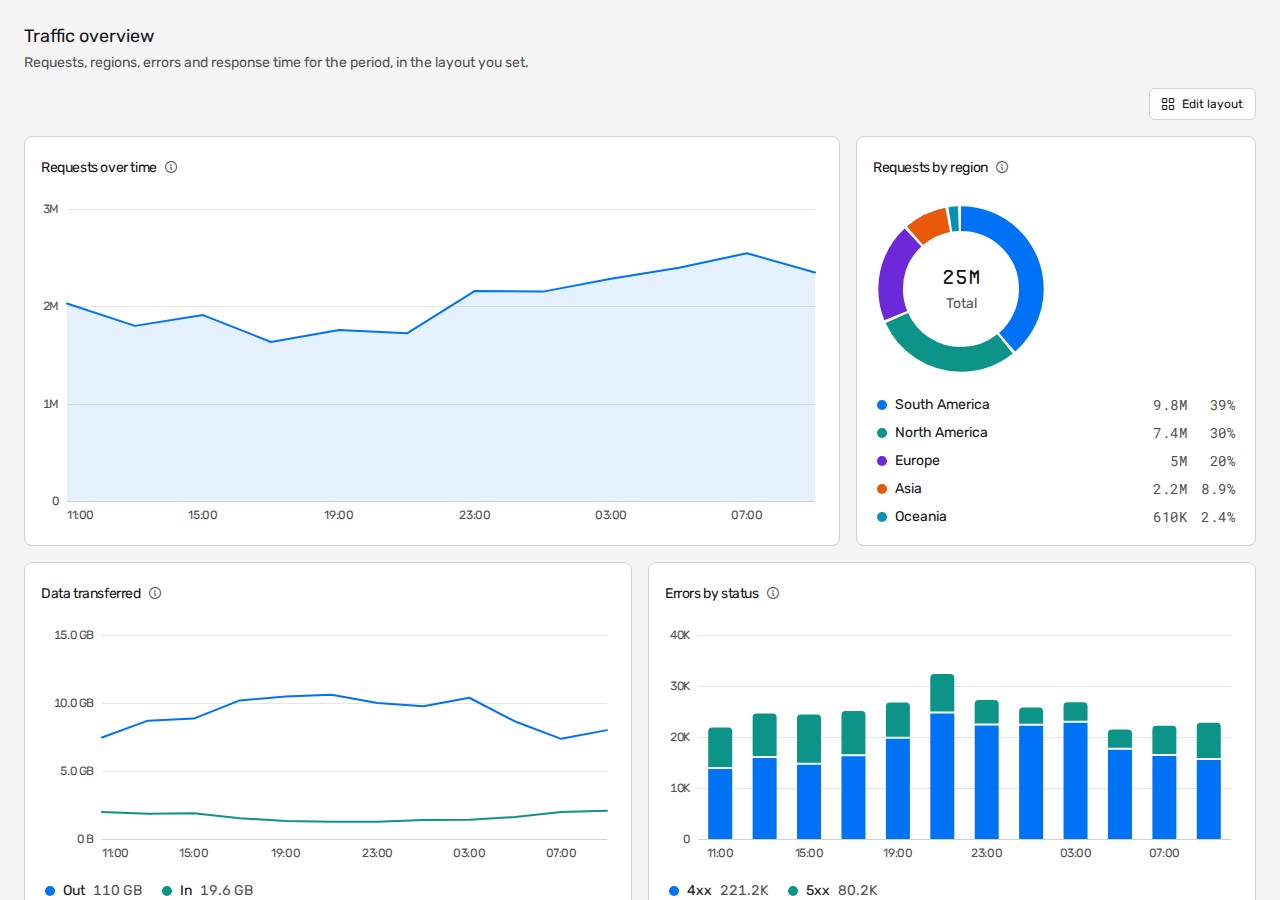 Traffic overview
Requests, regions, errors and response time for the period, in the layout you set.
Edit layout
Requests over time
3M
2M
1M
0
11:00 15:00 19:00 23:00 03:00 07:00
Requests by region
25M
Total
South America 9.8M 39%
North America 7.4M 30%
Europe 5M 20%
Asia 2.2M 8.9%
Oceania 610K 2.4%
Data transferred
15.0 GB
10.0 GB
5.0 GB
0 B
11:00 15:00 19:00 23:00 03:00 07:00
Out 110 GB In 19.6 GB
Errors by status
40K
30K
20K
10K
0
11:00 15:00 19:00 23:00 03:00 07:00
4xx 221.2K 5xx 80.2K